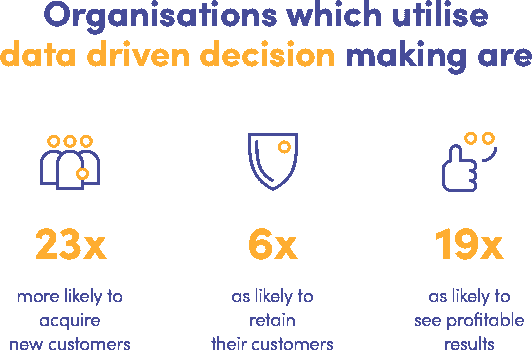 Organisations which utilise
data driven decision making are
23x
more likely to
acquire
new customers
6x
as likely to
retain
their customers
19x
as likely to
see profitable
results